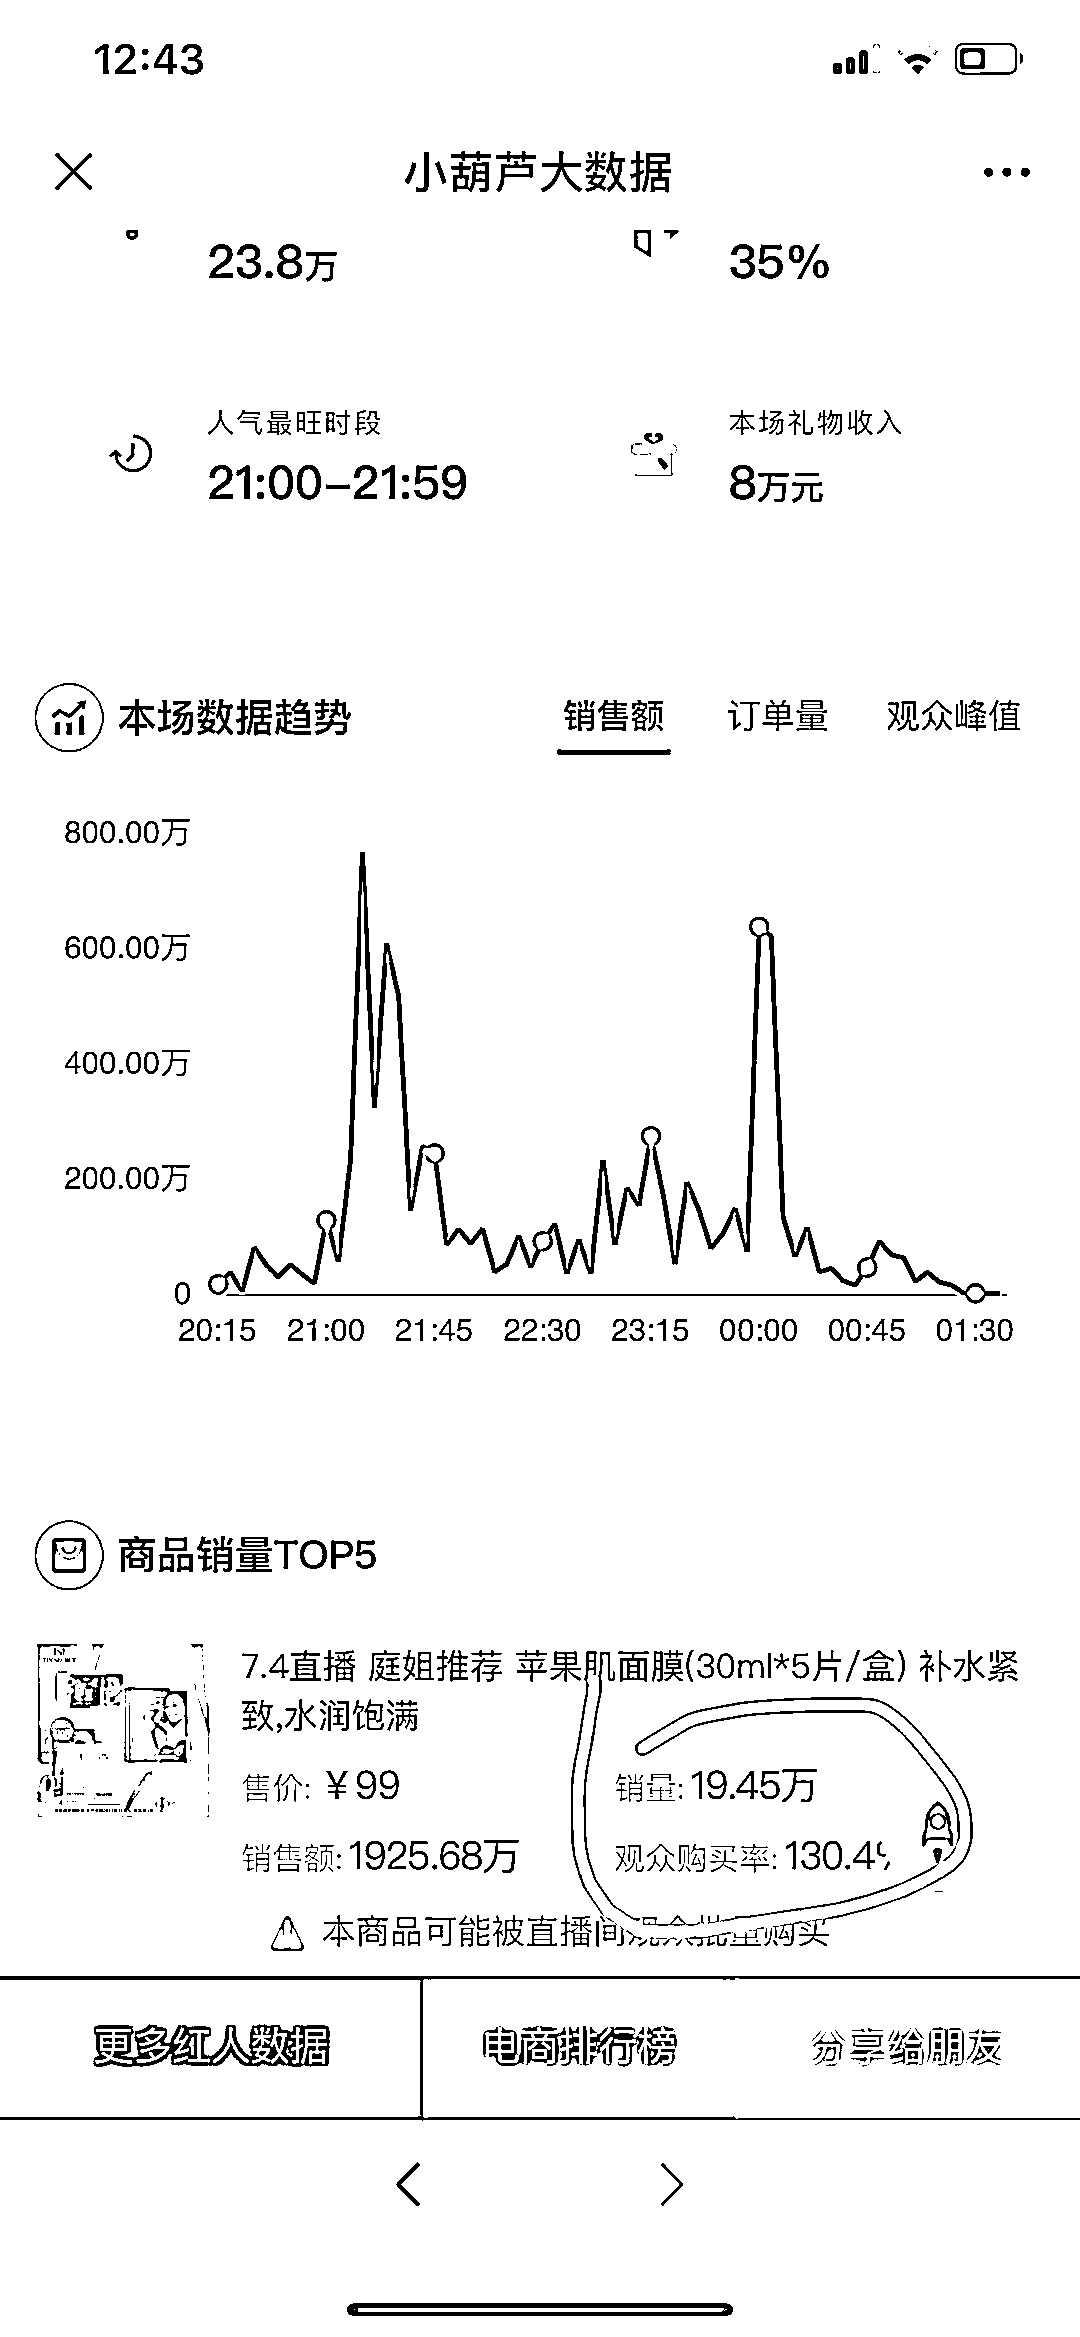 12:43
小葫芦大数据
23.8万
35%
人气最旺时段
本场礼物收入
21:00–21:59
8万元
本场数据趋势
销售额
订单量
观众峰值
800.00万
600.00万
400.00万
200.00万
0
20:15 21:00 21:45 22:30 23:15 00:00 00:45 01:30
商品销量TOP5
7.4直播 庭姐推荐 苹果肌面膜(30ml*5片/盒) 补水紧
致,水润饱满
售价: ￥99
销量: 19.45万
销售额: 1925.68万
观众购买率: 130.4%
本商品可能被直播间观众批量购买
更多红人数据
电商排行榜
分享给朋友